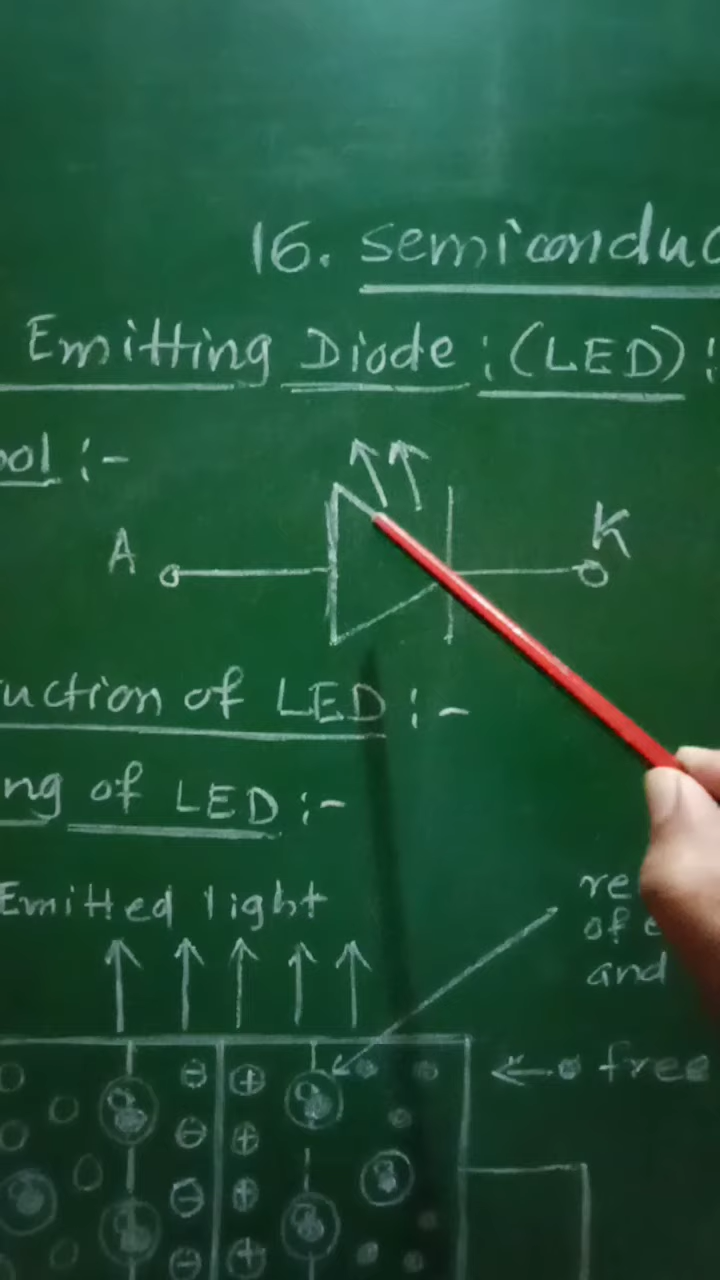 16. semiconduc
Emitting Diode : (LED) :
ool :-
A K
uction of LED :-
ng of LED :-
Emitted light
re
of e
and
free